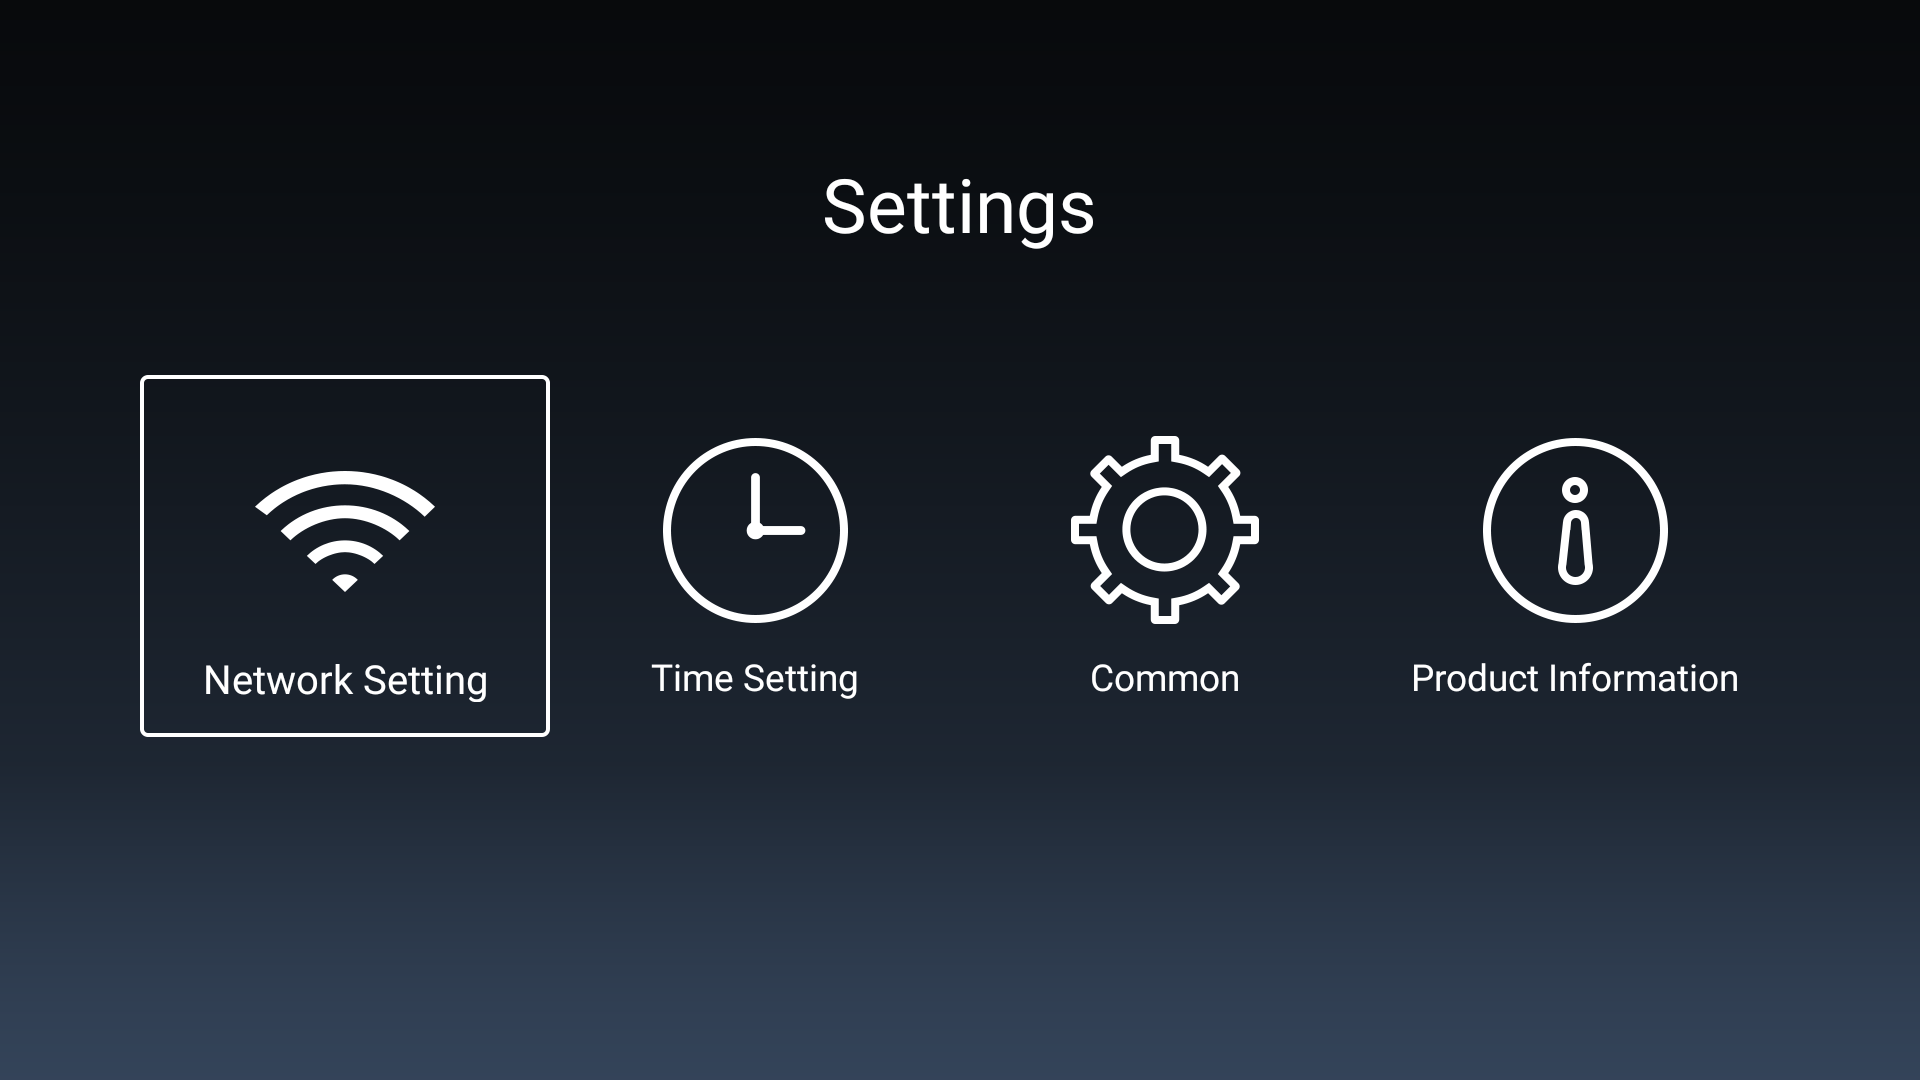 Settings
Network Setting
Time Setting
Common
Product Information